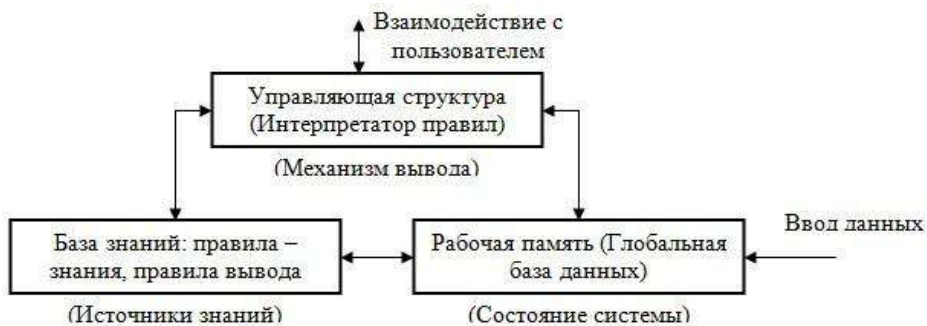 Взаимодействие с
пользователем
Управляющая структура
(Интерпретатор правил)
(Механизм вывода)
Ввод данных
База знаний: правила –
знания, правила вывода
Рабочая память (Глобальная
база данных)
(Источники знаний)
(Состояние системы)